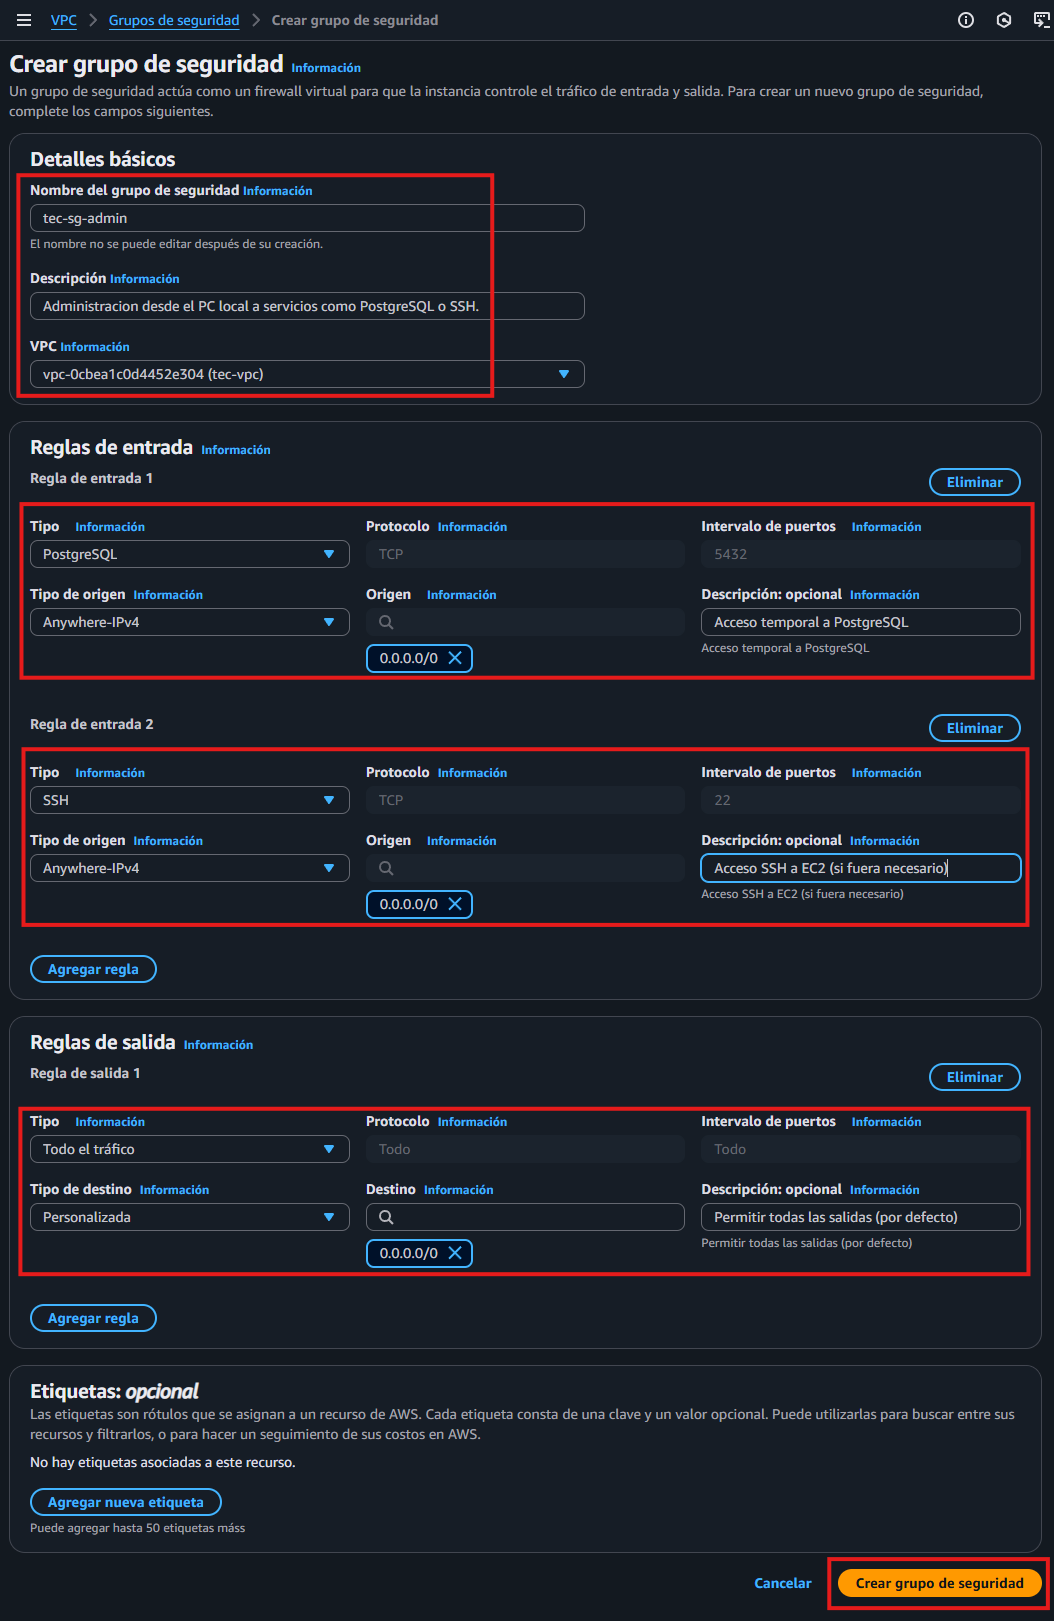 VPC > Grupos de seguridad > Crear grupo de seguridad
Crear grupo de seguridad Información
Un grupo de seguridad actúa como un firewall virtual para que la instancia controle el tráfico de entrada y salida. Para crear un nuevo grupo de seguridad,
complete los campos siguientes.
Detalles básicos
Nombre del grupo de seguridad Información
tec-sg-admin
El nombre no se puede editar después de su creación.
Descripción Información
Administracion desde el PC local a servicios como PostgreSQL o SSH.
VPC Información
vpc-0cbea1c0d4452e304 (tec-vpc)
Reglas de entrada Información
Regla de entrada 1
Eliminar
Tipo Información Protocolo Información Intervalo de puertos Información
PostgreSQL TCP 5432
Tipo de origen Información Origen Información Descripción: opcional Información
Anywhere-IPv4 Acceso temporal a PostgreSQL
Acceso temporal a PostgreSQL
0.0.0.0/0
Regla de entrada 2
Eliminar
Tipo Información Protocolo Información Intervalo de puertos Información
SSH TCP 22
Tipo de origen Información Origen Información Descripción: opcional Información
Anywhere-IPv4 Acceso SSH a EC2 (si fuera necesario)
Acceso SSH a EC2 (si fuera necesario)
0.0.0.0/0
Agregar regla
Reglas de salida Información
Regla de salida 1
Eliminar
Tipo Información Protocolo Información Intervalo de puertos Información
Todo el tráfico Todo Todo
Tipo de destino Información Destino Información Descripción: opcional Información
Personalizada Permitir todas las salidas (por defecto)
Permitir todas las salidas (por defecto)
0.0.0.0/0
Agregar regla
Etiquetas: opcional
Las etiquetas son rótulos que se asignan a un recurso de AWS. Cada etiqueta consta de una clave y un valor opcional. Puede utilizarlas para buscar entre sus
recursos y filtrarlos, o para hacer un seguimiento de sus costos en AWS.
No hay etiquetas asociadas a este recurso.
Agregar nueva etiqueta
Puede agregar hasta 50 etiquetas máss
Cancelar Crear grupo de seguridad